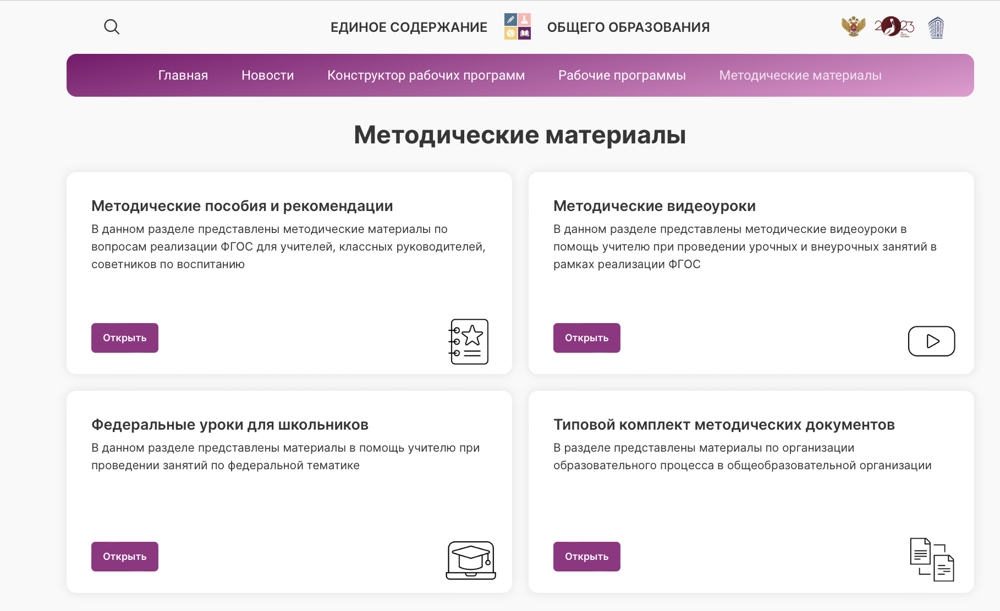 ЕДИНОЕ СОДЕРЖАНИЕ ОБЩЕГО ОБРАЗОВАНИЯ
2023
Главная Новости Конструктор рабочих программ Рабочие программы Методические материалы
Методические материалы
Методические пособия и рекомендации
В данном разделе представлены методические материалы по
вопросам реализации ФГОС для учителей, классных руководителей,
советников по воспитанию
Открыть
Методические видеоуроки
В данном разделе представлены методические видеоуроки в
помощь учителю при проведении урочных и внеурочных занятий в
рамках реализации ФГОС
Открыть
Федеральные уроки для школьников
В данном разделе представлены материалы в помощь учителю при
проведении занятий по федеральной тематике
Открыть
Типовой комплект методических документов
В разделе представлены материалы по организации
образовательного процесса в общеобразовательной организации
Открыть